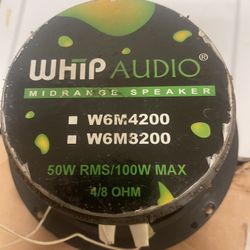 WHIP AUDIO®
MIDRANGE SPEAKER
W6M4200
W6M3200
50W RMS/100W MAX
4/8 OHM